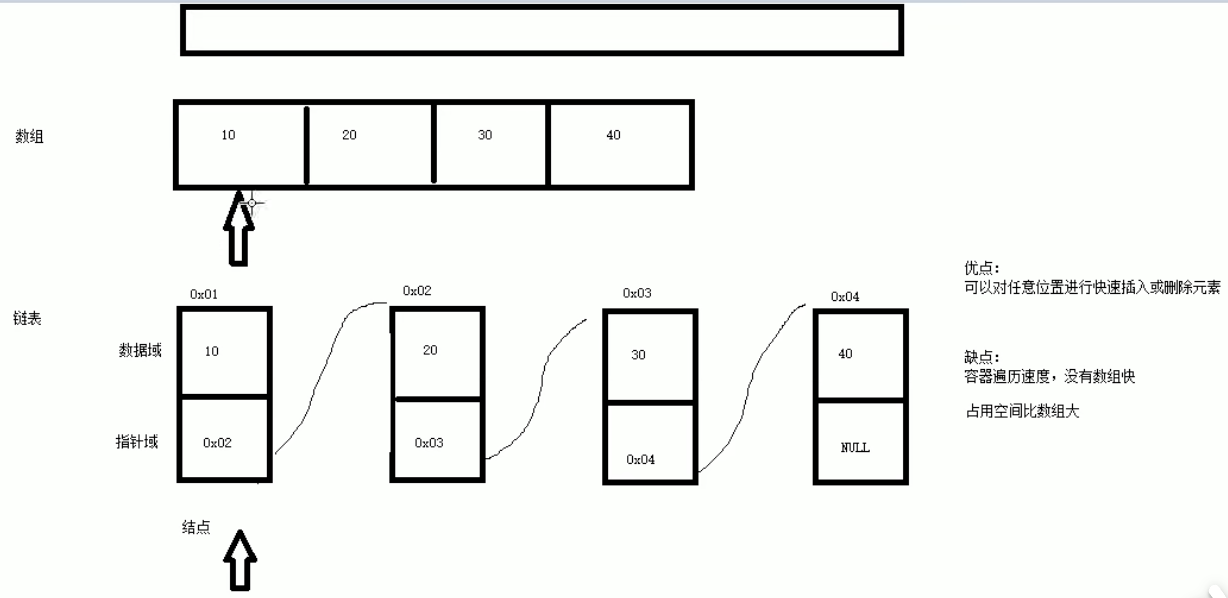 数组
10
20
30
40
0x01
0x02
0x03
0x04
链表
数据域
10
20
30
40
指针域
0x02
0x03
0x04
NULL
结点
优点：
可以对任意位置进行快速插入或删除元素
缺点：
容器遍历速度，没有数组快
占用空间比数组大